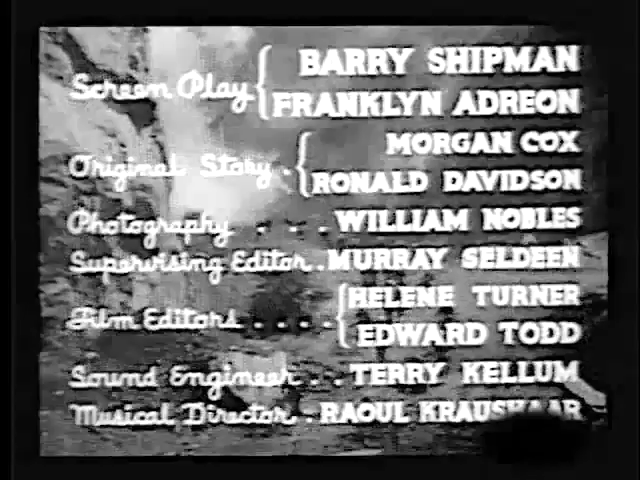 Screen Play { BARRY SHIPMAN
FRANKLYN ADREON
Original Story . { MORGAN COX
RONALD DAVIDSON
Photography . . . WILLIAM NOBLES
Supervising Editor . MURRAY SELDEEN
Film Editors . . . . { HELENE TURNER
EDWARD TODD
Sound Engineer . . TERRY KELLUM
Musical Director . RAOUL KRAUSHAAR